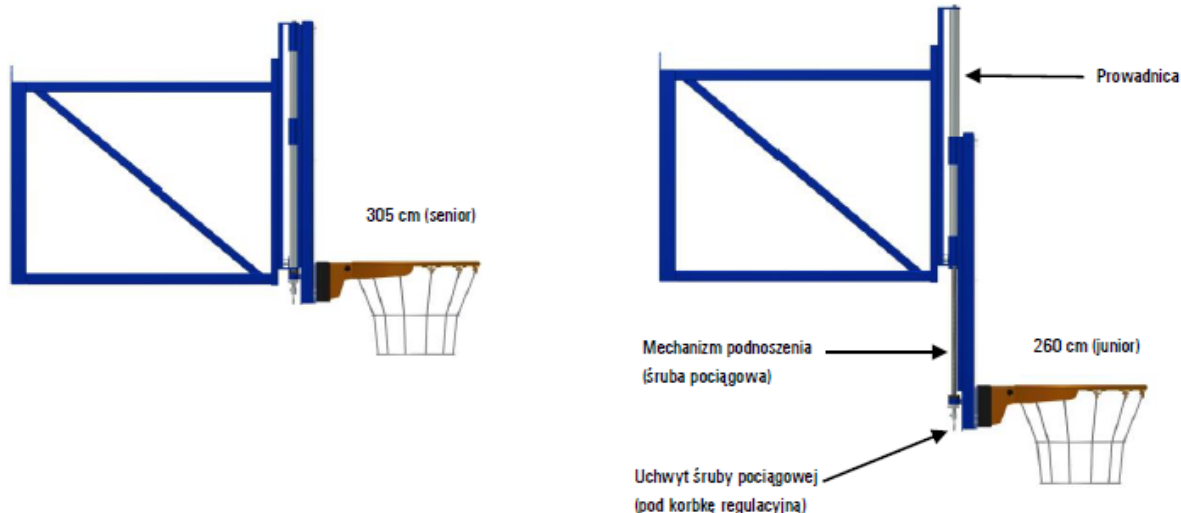 305 cm (senior)
Prowadnica
Mechanizm podnoszenia
(śruba pociągowa)
260 cm (junior)
Uchwyt śruby pociągowej
(pod korbkę regulacyjną)